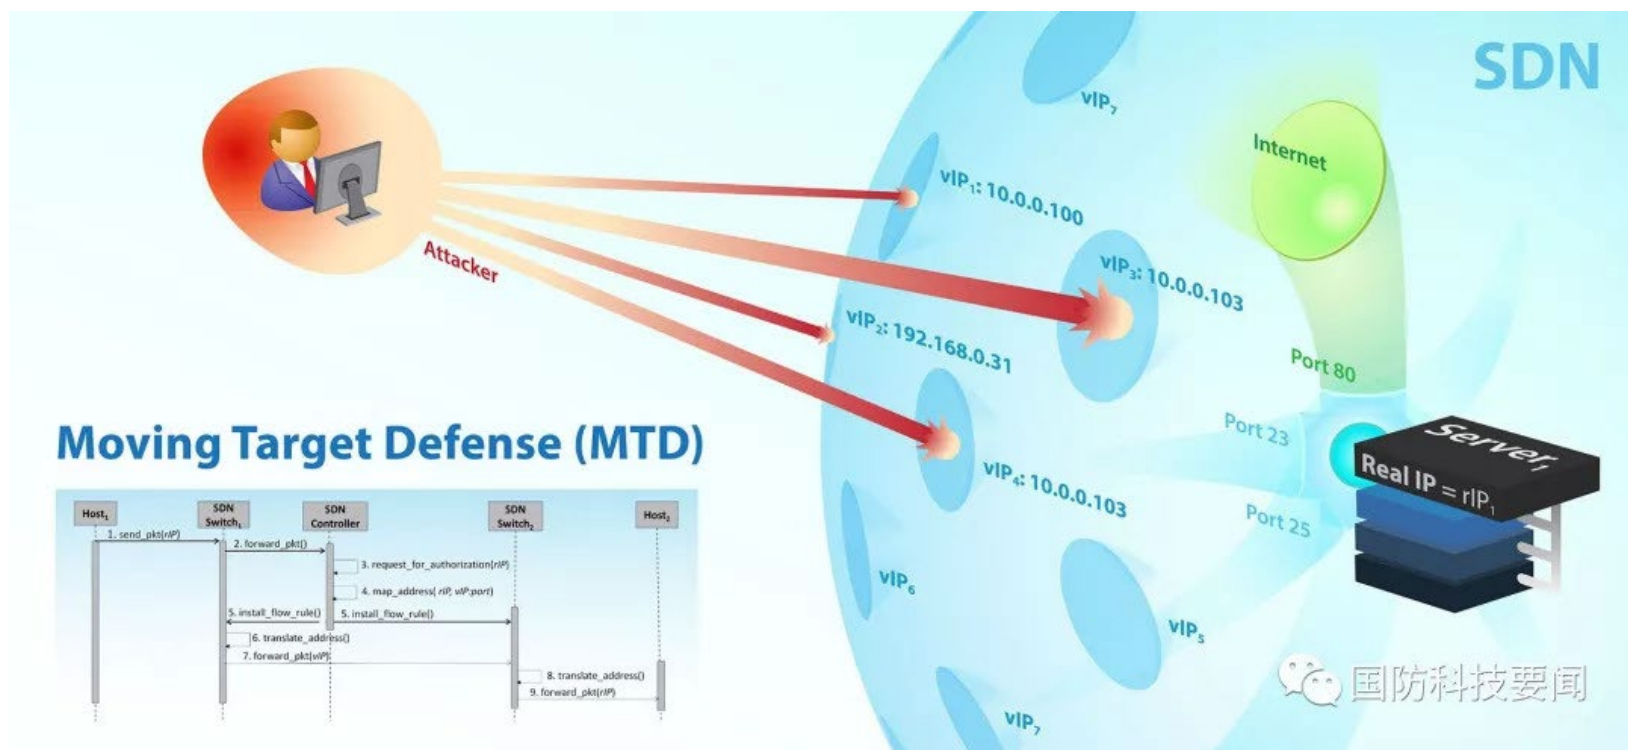 SDN
vIP7
Internet
vIP1: 10.0.0.100
vIP3: 10.0.0.103
Attacker
vIP2: 192.168.0.31
Port 80
Port 23
Server1
Real IP = rIP1
vIP4: 10.0.0.103
Port 25
vIP6
vIP5
vIP7
国防科技要闻
Moving Target Defense (MTD)
Host1
SDN
Switch1
SDN
Controller
SDN
Switch2
Host2
1. send_pkt(rIP)
2. forward_pkt()
3. request_for_authorization(rIP)
4. map_address( rIP, vIP:port)
5. install_flow_rule()
5. install_flow_rule()
6. translate_address()
7. forward_pkt(vIP)
8. translate_address()
9. forward_pkt(rIP)